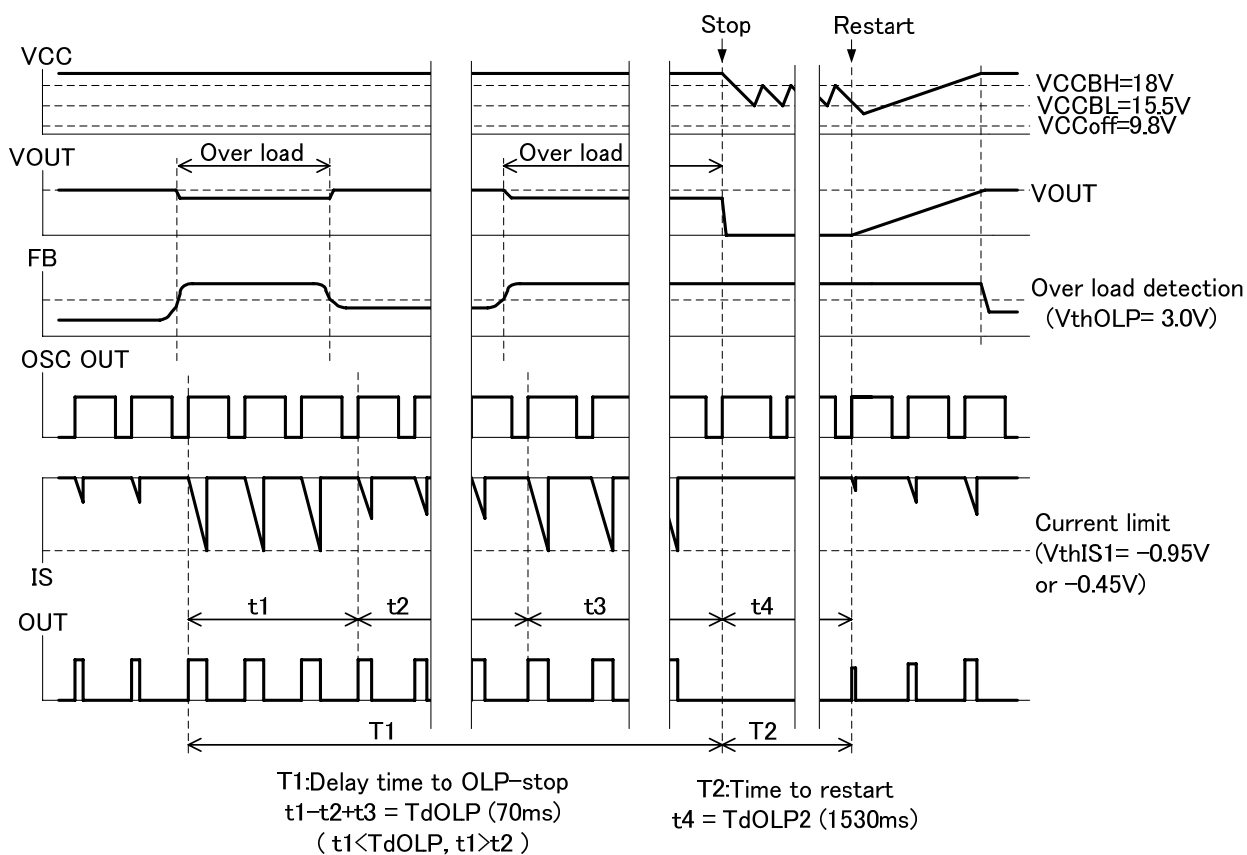 Stop Restart
VCC
VCCBH=18V
VCCBL=15.5V
VCCoff=9.8V
VOUT
Over load Over load
VOUT
FB
Over load detection
(VthOLP= 3.0V)
OSC OUT
Current limit
(VthIS1= -0.95V
or -0.45V)
IS
t1 t2 t3 t4
OUT
T1 T2
T1:Delay time to OLP-stop
t1-t2+t3 = TdOLP (70ms)
( t1<TdOLP, t1>t2 )
T2:Time to restart
t4 = TdOLP2 (1530ms)